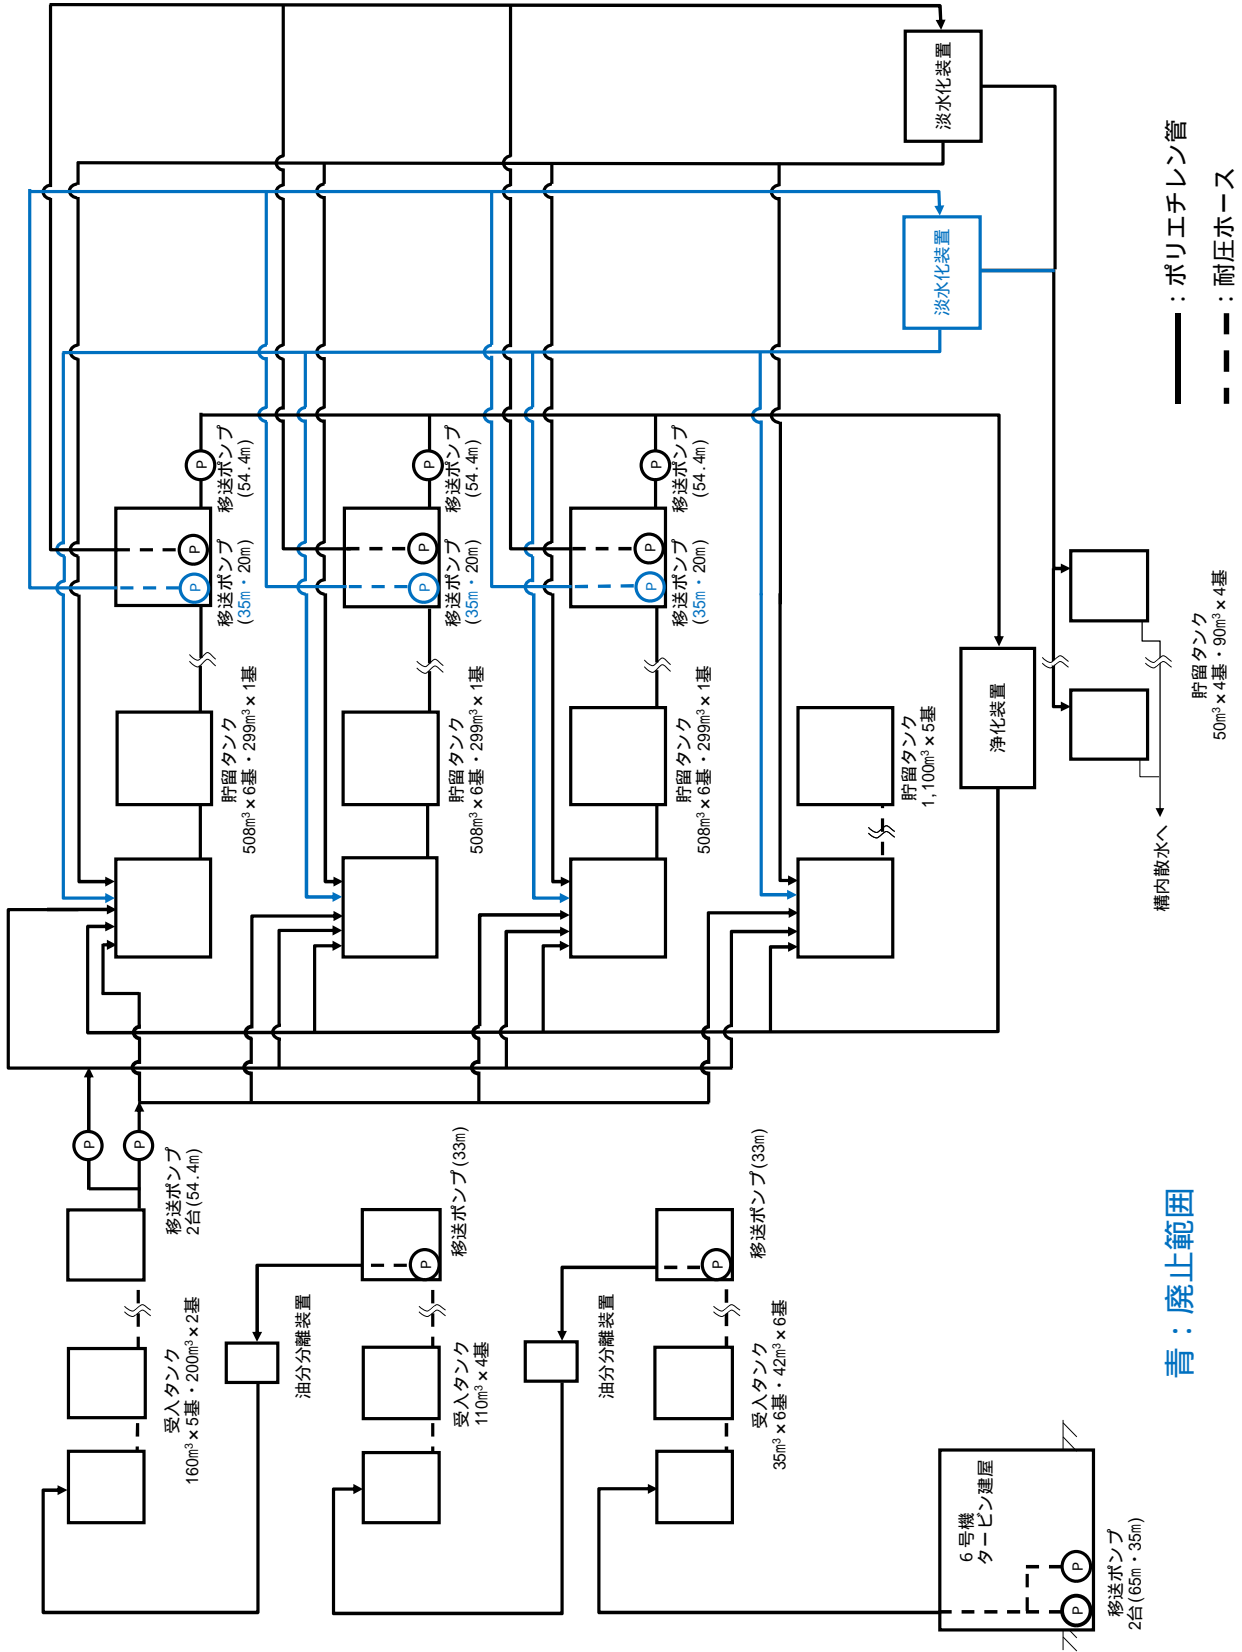 6号機
タービン建屋
P
P
移送ポンプ
2台(65m・35m)
受入タンク
35m³×6基・42m³×6基
P
移送ポンプ(33m)
油分分離装置
受入タンク
110m³×4基
P
移送ポンプ(33m)
油分分離装置
受入タンク
160m³×5基・200m³×2基
P
P
移送ポンプ
2台(54.4m)
貯留タンク
508m³×6基・299m³×1基
P
P
移送ポンプ
(35m・20m)
P
移送ポンプ
(54.4m)
貯留タンク
508m³×6基・299m³×1基
P
P
移送ポンプ
(35m・20m)
P
移送ポンプ
(54.4m)
貯留タンク
508m³×6基・299m³×1基
P
P
移送ポンプ
(35m・20m)
P
移送ポンプ
(54.4m)
貯留タンク
1,100m³×5基
浄化装置
淡水化装置
淡水化装置
貯留タンク
50m³×4基・90m³×4基
構内散水へ
青：廃止範囲
：ポリエチレン管
：耐圧ホース